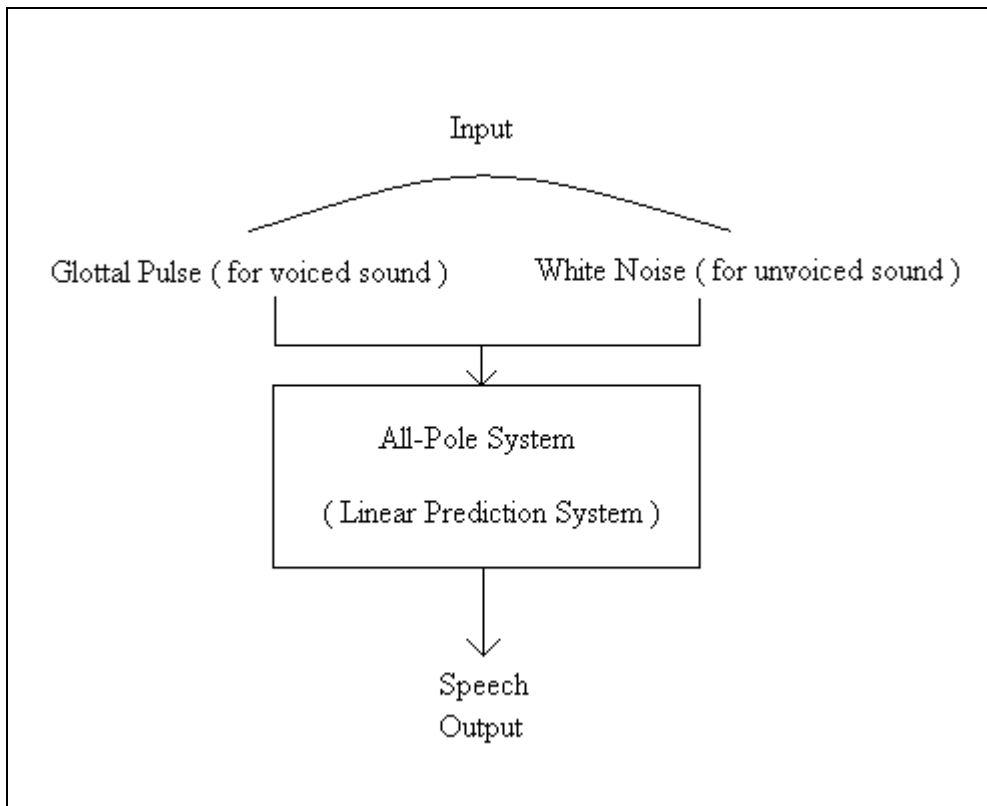 Input
Glottal Pulse ( for voiced sound )
White Noise ( for unvoiced sound )
All-Pole System
( Linear Prediction System )
Speech
Output